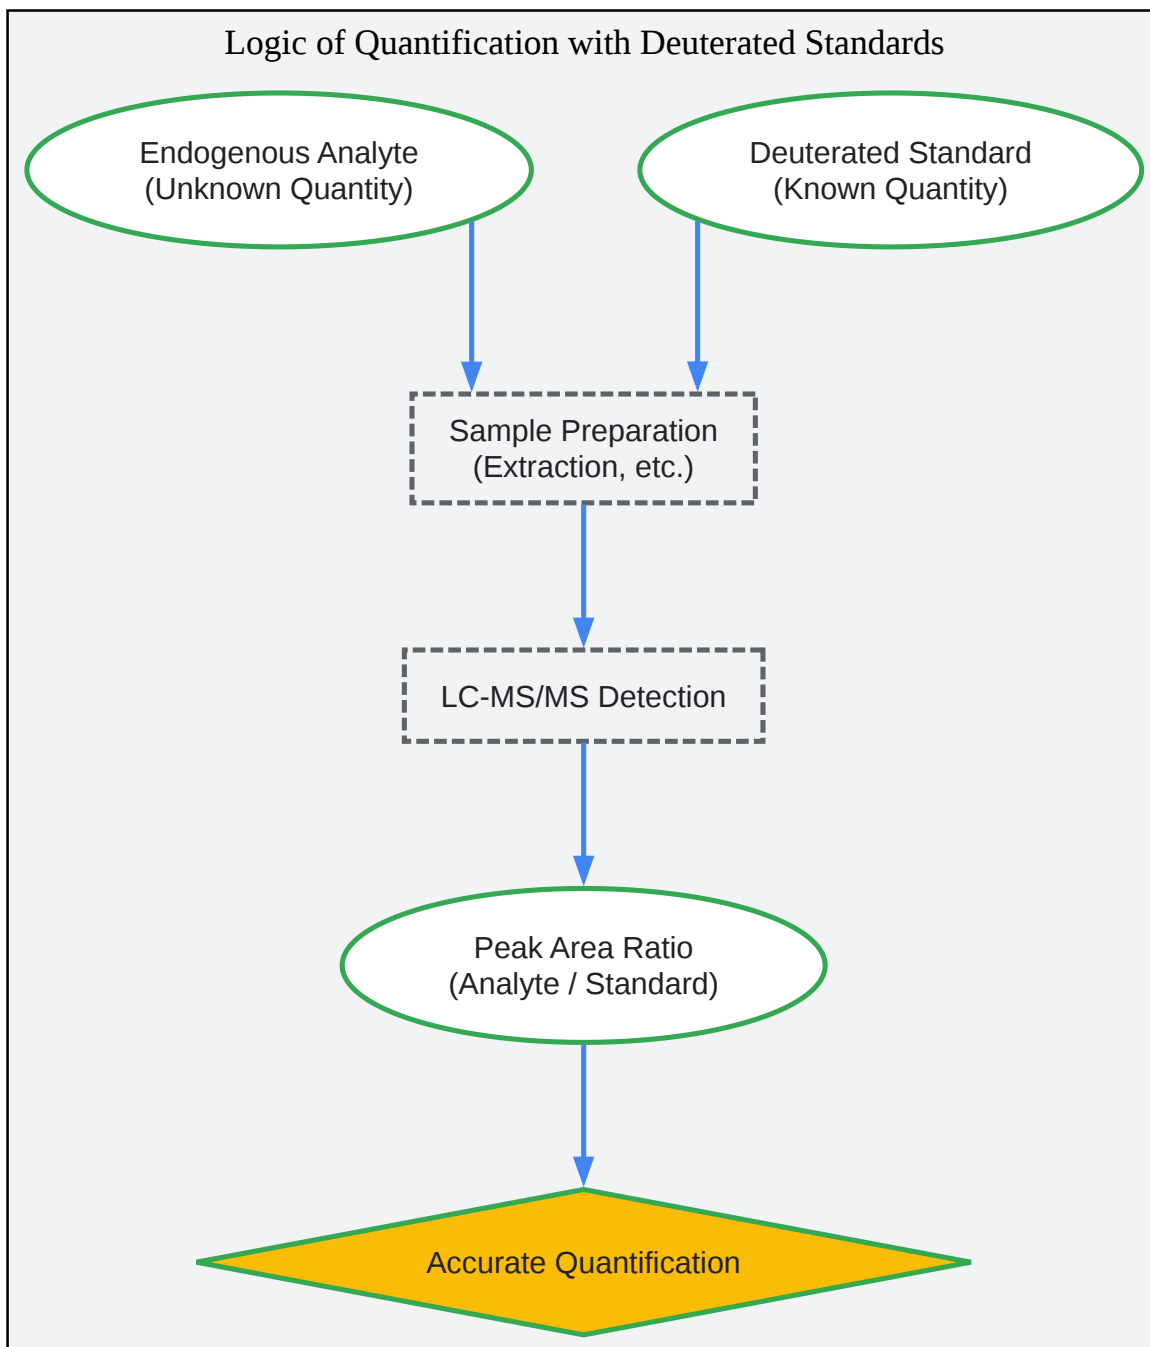 Logic of Quantification with Deuterated Standards
Endogenous Analyte
(Unknown Quantity)
Deuterated Standard
(Known Quantity)
Sample Preparation
(Extraction, etc.)
LC-MS/MS Detection
Peak Area Ratio
(Analyte / Standard)
Accurate Quantification